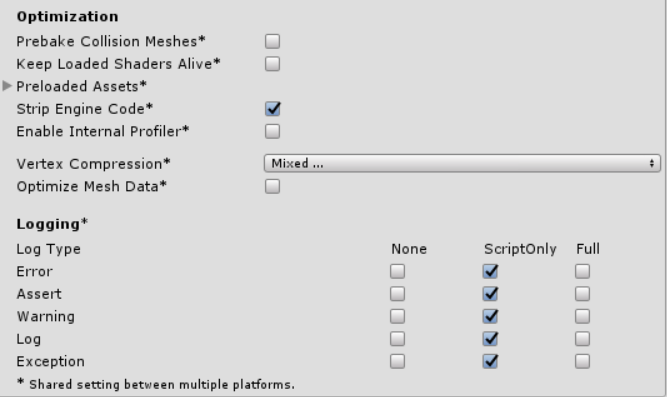 Optimization
Prebake Collision Meshes*
Keep Loaded Shaders Alive*
Preloaded Assets*
Strip Engine Code*
Enable Internal Profiler*
Vertex Compression* Mixed ...
Optimize Mesh Data*
Logging*
Log Type None ScriptOnly Full
Error
Assert
Warning
Log
Exception
* Shared setting between multiple platforms.